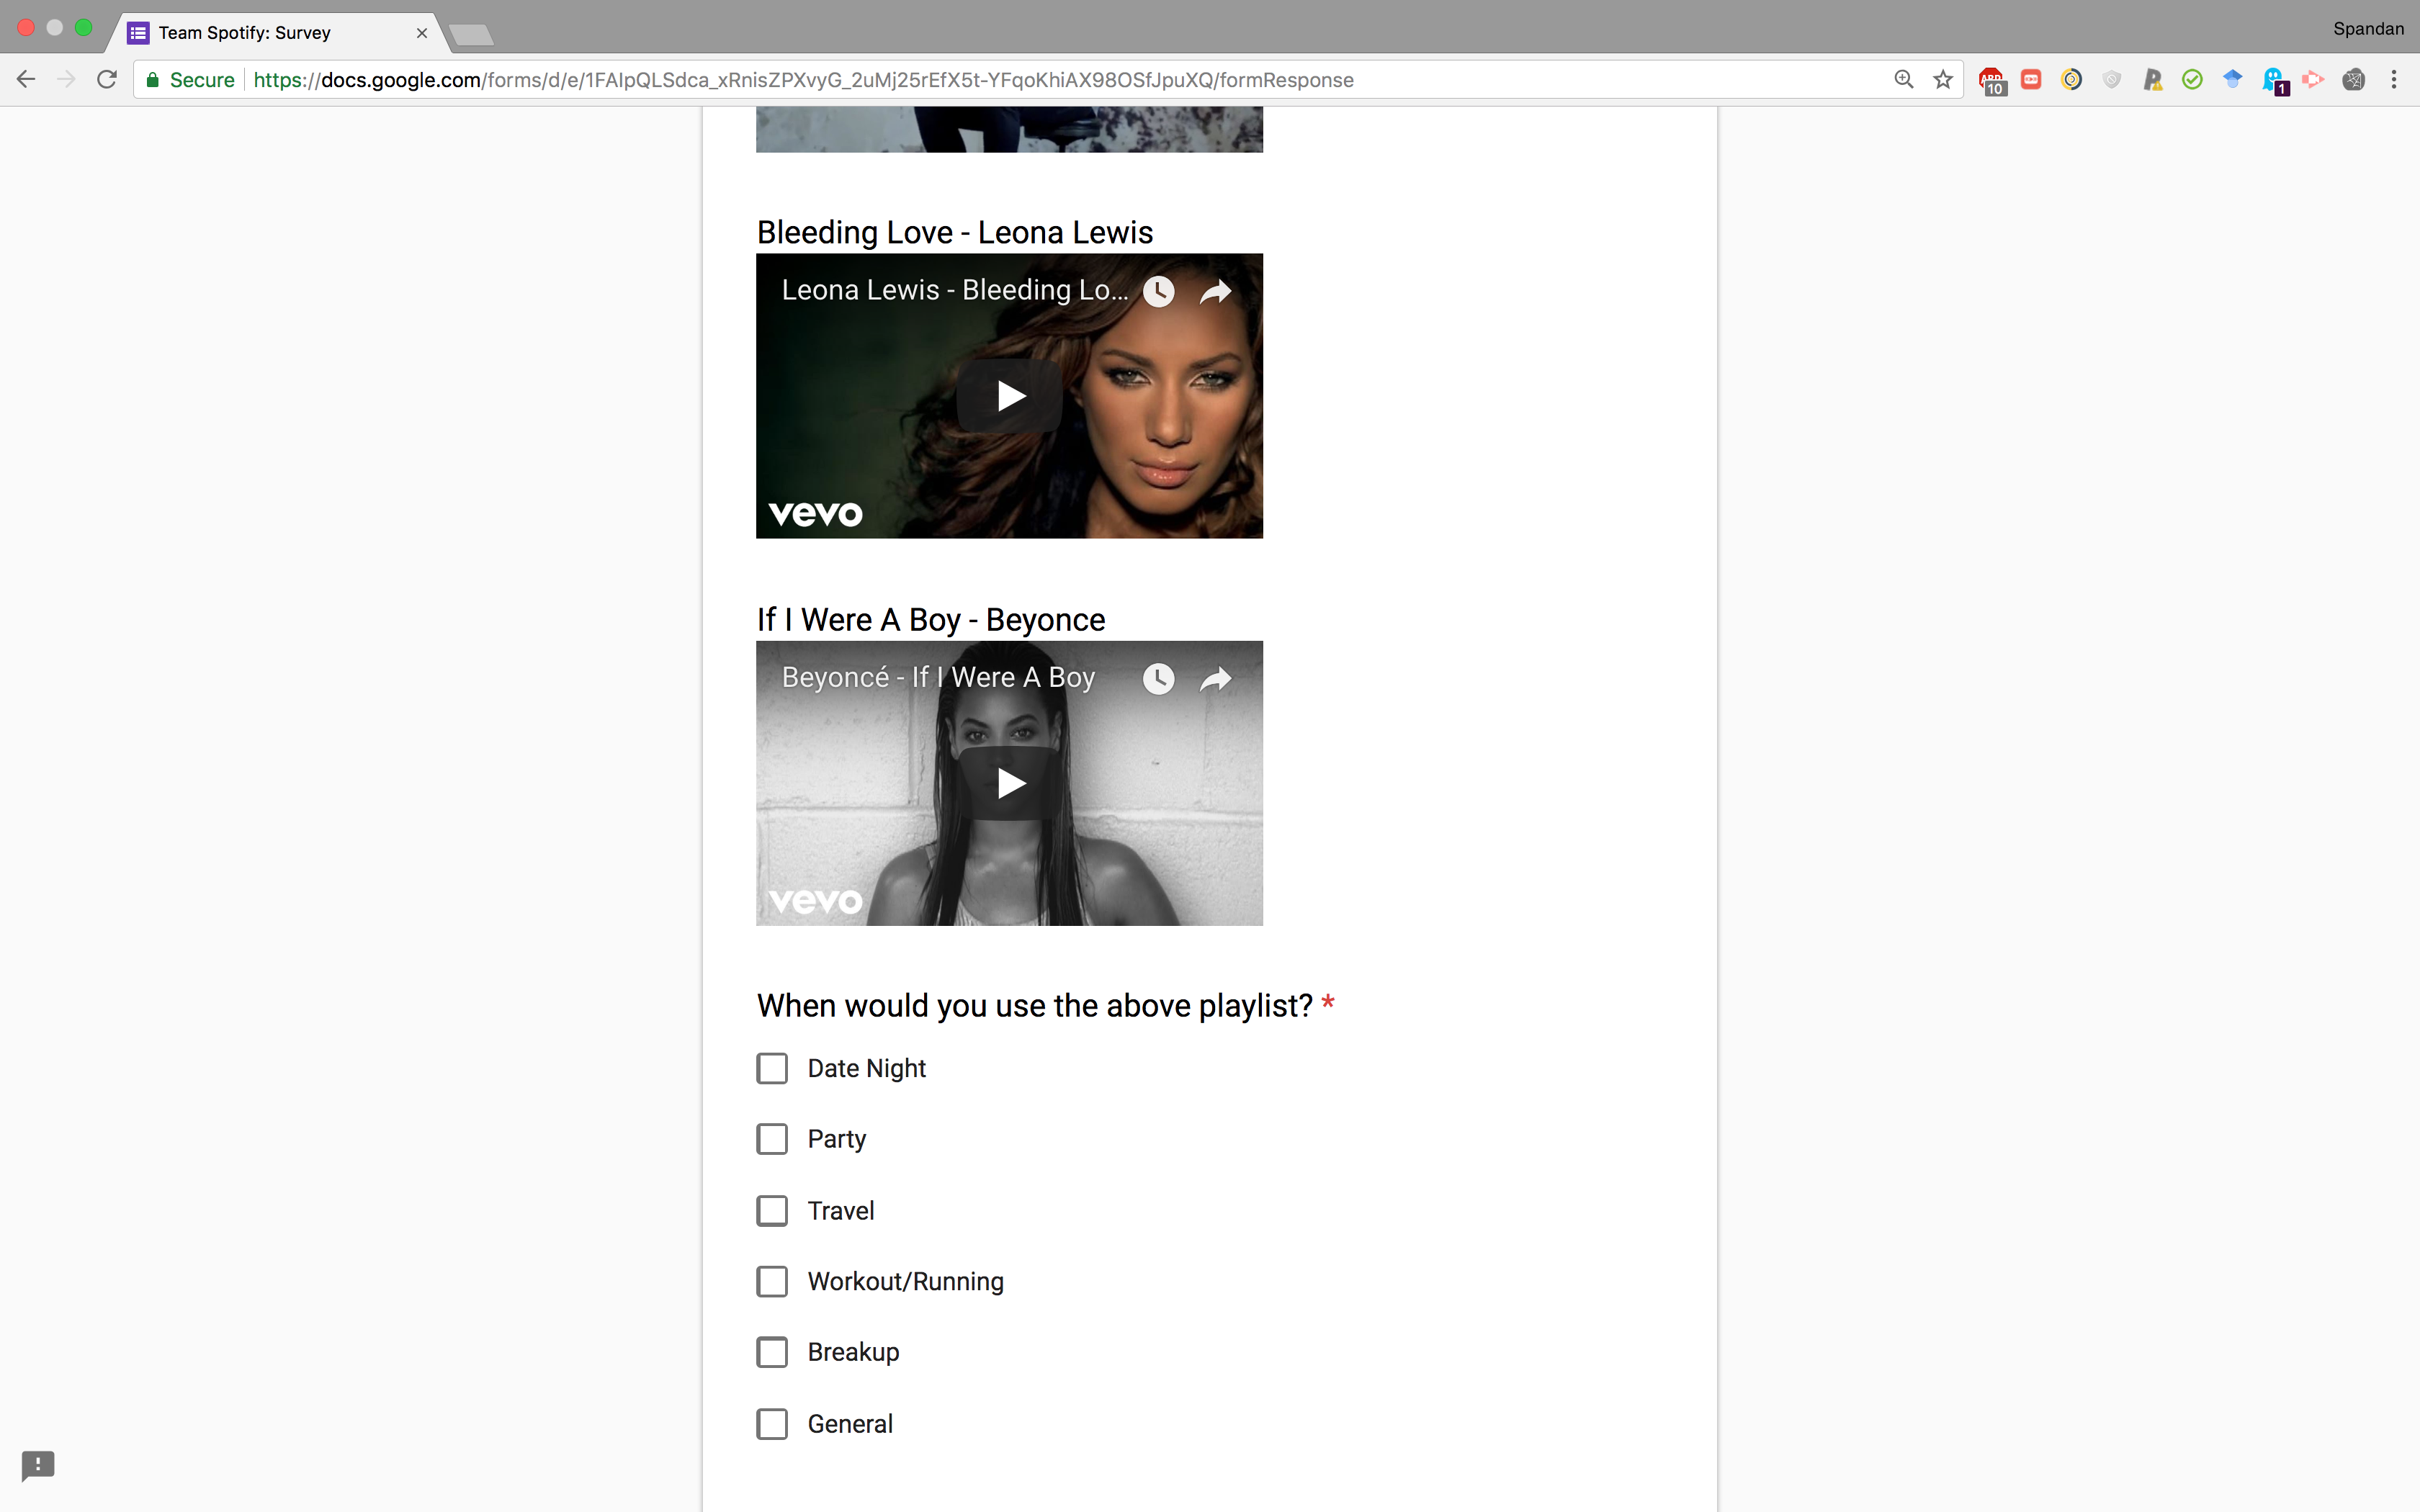 Team Spotify: Survey
Spandan
Secure https://docs.google.com/forms/d/e/1FAIpQLSdca_xRnisZPXvyG_2uMj25rEfX5t-YFqoKhiAX98OSfJpuXQ/formResponse
ABP
10
1
Bleeding Love - Leona Lewis
Leona Lewis - Bleeding Lo...
vevo
If I Were A Boy - Beyonce
Beyoncé - If I Were A Boy
vevo
When would you use the above playlist? *
Date Night
Party
Travel
Workout/Running
Breakup
General